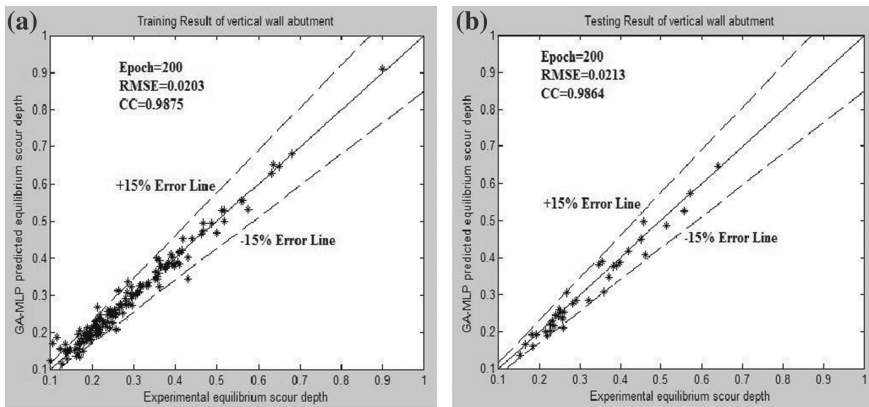 (a)
Training Result of vertical wall abutment
Epoch=200
RMSE=0.0203
CC=0.9875
+15% Error Line
-15% Error Line
GA-MLP predicted equilibrium scour depth
1
0.9
0.8
0.7
0.6
0.5
0.4
0.3
0.2
0.1
0.1 0.2 0.3 0.4 0.5 0.6 0.7 0.8 0.9 1
Experimental equilibrium scour depth
(b)
Testing Result of vertical wall abutment
Epoch=200
RMSE=0.0213
CC=0.9864
+15% Error Line
-15% Error Line
GA-MLP predicted equilibrium scour depth
1
0.9
0.8
0.7
0.6
0.5
0.4
0.3
0.2
0.1
0.1 0.2 0.3 0.4 0.5 0.6 0.7 0.8 0.9 1
Experimental equilibrium scour depth